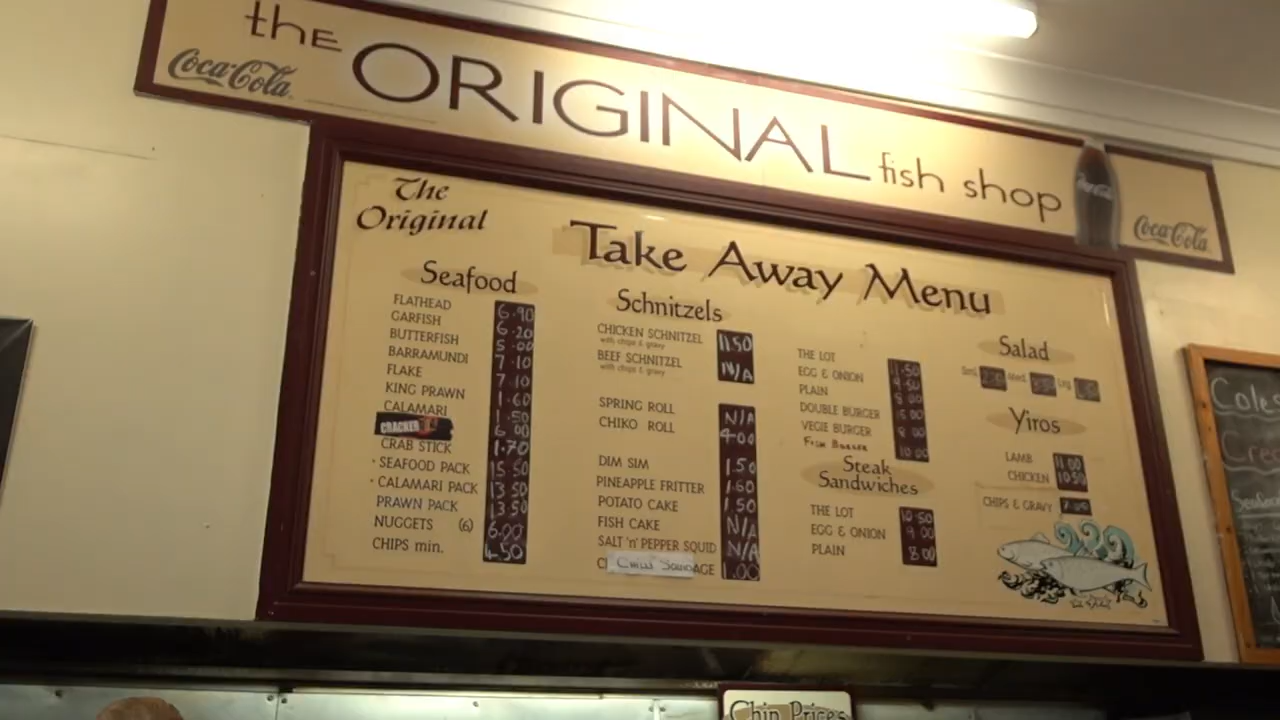 the ORIGINAL fish shop
Coca-Cola
Coca-Cola
The
Original
Take Away Menu
Seafood
FLATHEAD 6.90
GARFISH 6.20
BUTTERFISH 5.00
BARRAMUNDI 7.10
FLAKE 7.10
KING PRAWN 1.60
CALAMARI 1.50
CRACKER 6.00
CRAB STICK 1.70
SEAFOOD PACK 15.50
CALAMARI PACK 13.50
PRAWN PACK 13.50
NUGGETS (6) 6.00
CHIPS min. 4.50
Schnitzels
CHICKEN SCHNITZEL 11.50
with chips & gravy
BEEF SCHNITZEL N/A
with chips & gravy
SPRING ROLL N/A
CHIKO ROLL 4.00
DIM SIM 1.50
PINEAPPLE FRITTER 1.60
POTATO CAKE 1.50
FISH CAKE N/A
SALT 'n' PEPPER SQUID N/A
1.00
THE LOT 11.50
EGG & ONION 9.50
PLAIN 8.00
DOUBLE BURGER
VEGIE BURGER 8.00
FISH BURGER 10.00
Steak
Sandwiches
THE LOT 10.50
EGG & ONION 9.00
PLAIN 8.00
Salad
Sml. Med. Lrg.
Yiros
LAMB 11.00
CHICKEN 10.50
CHIPS & GRAVY
Coles
Chip Prices